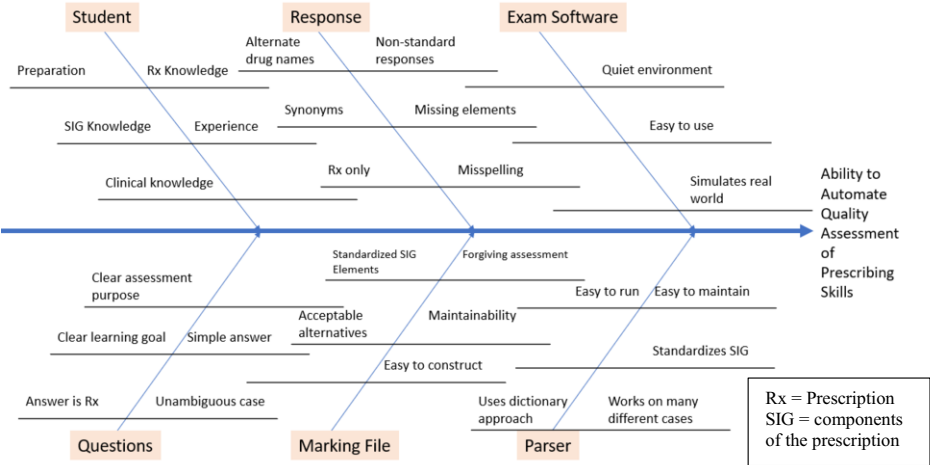 Student
Response
Exam Software
Alternate
drug names
Non-standard
responses
Preparation
Rx Knowledge
Quiet environment
Synonyms
Missing elements
SIG Knowledge
Experience
Easy to use
Rx only
Misspelling
Clinical knowledge
Simulates real
world
Ability to
Automate
Quality
Assessment
of
Prescribing
Skills
Standardized SIG
Elements
Forgiving assessment
Clear assessment
purpose
Easy to run
Easy to maintain
Acceptable
alternatives
Maintainability
Clear learning goal
Simple answer
Standardizes SIG
Easy to construct
Answer is Rx
Unambiguous case
Uses dictionary
approach
Works on many
different cases
Questions
Marking File
Parser
Rx = Prescription
SIG = components
of the prescription